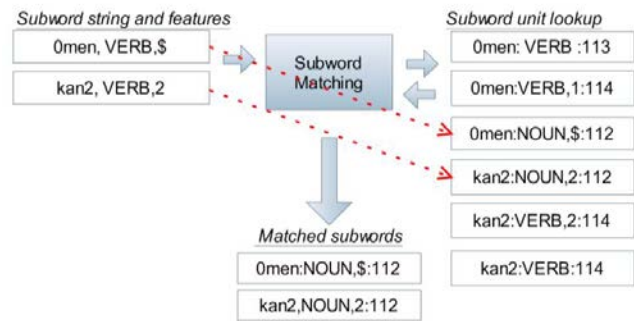 Subword string and features
0men, VERB,$
kan2, VERB,2
Subword
Matching
Subword unit lookup
0men: VERB :113
0men:VERB,1:114
0men:NOUN,$:112
kan2:NOUN,2:112
kan2:VERB,2:114
kan2:VERB:114
Matched subwords
0men:NOUN,$:112
kan2,NOUN,2:112